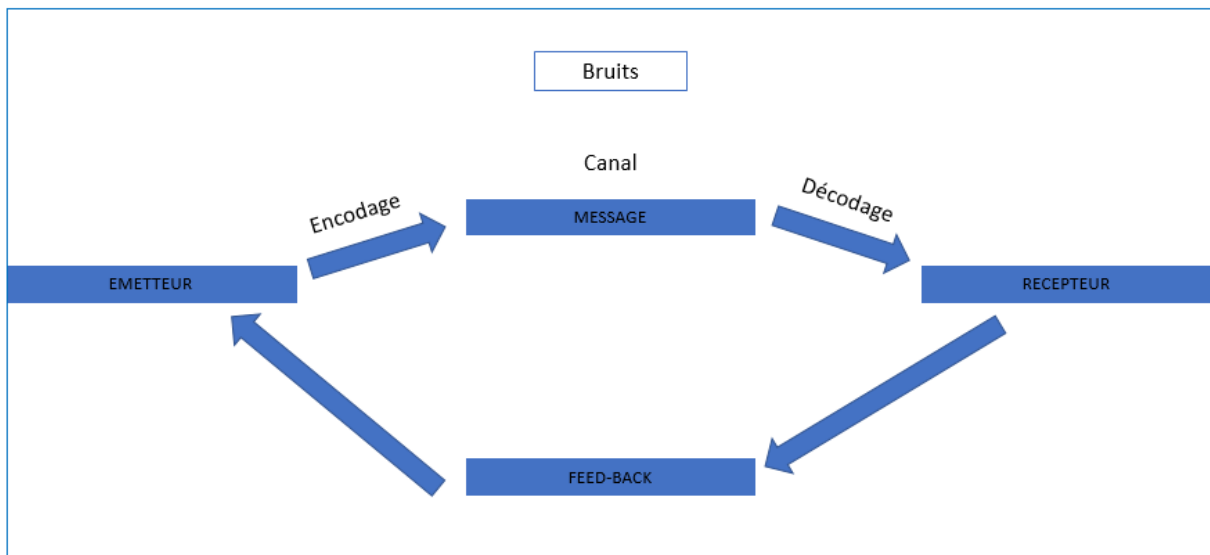 Bruits
Canal
Encodage
Décodage
MESSAGE
EMETTEUR
RECEPTEUR
FEED-BACK